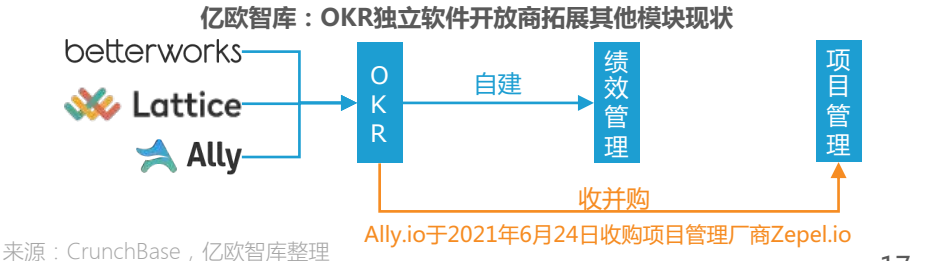 亿欧智库：OKR独立软件开放商拓展其他模块现状
betterworks
Lattice
Ally
OKR
自建
绩效管理
项目管理
收并购
Ally.io于2021年6月24日收购项目管理厂商Zepel.io
来源：CrunchBase，亿欧智库整理